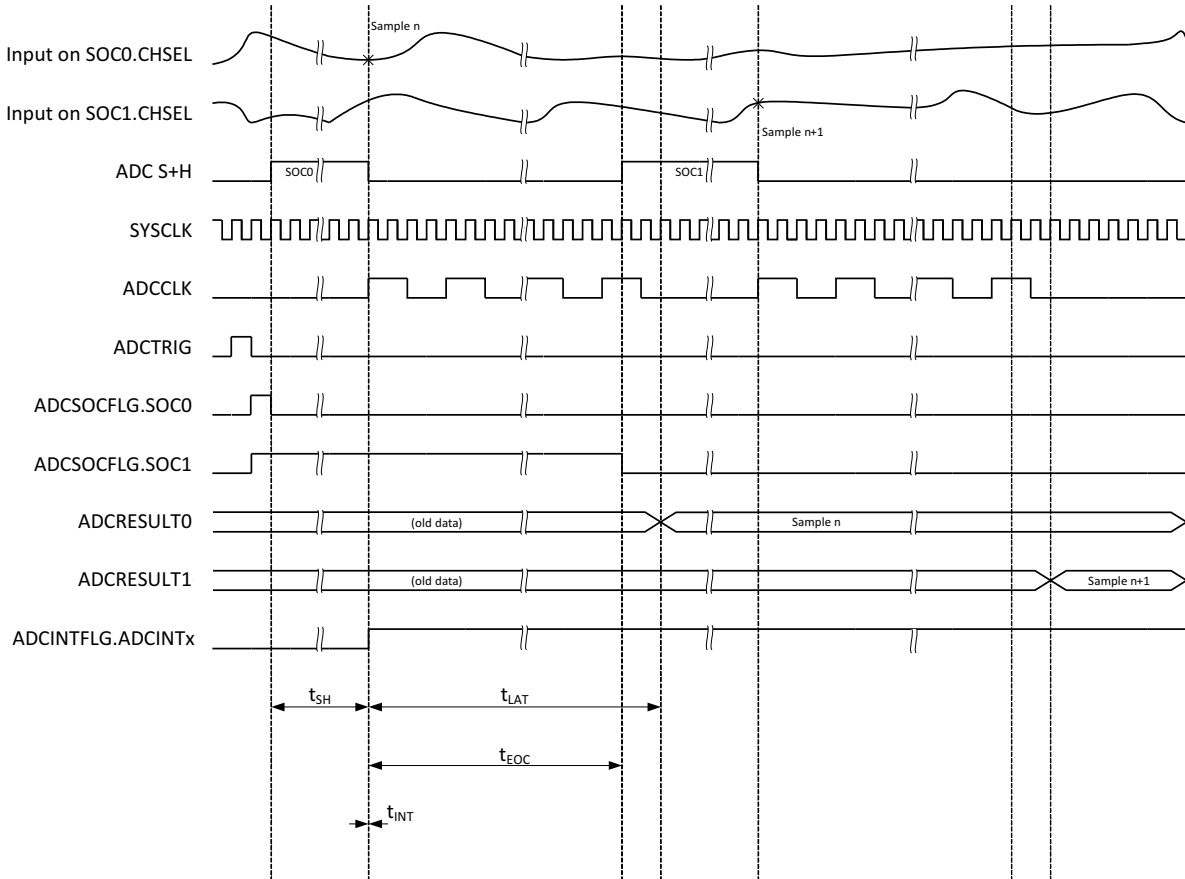 Sample n
Input on SOC0.CHSEL
Input on SOC1.CHSEL
Sample n+1
ADC S+H
SOC0
SOC1
SYSCLK
ADCCLK
ADCTRIG
ADCSOCFLG.SOC0
ADCSOCFLG.SOC1
ADCRESULT0
(old data)
Sample n
ADCRESULT1
(old data)
Sample n+1
ADCINTFLG.ADCINTx
tSH
tLAT
tEOC
tINT